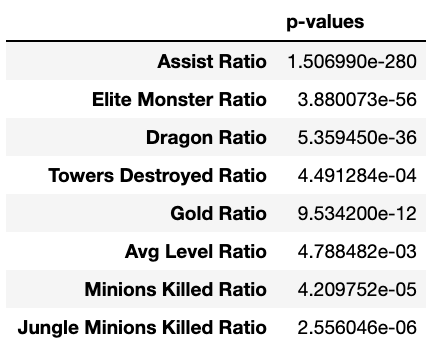 p-values
Assist Ratio 1.506990e-280
Elite Monster Ratio 3.880073e-56
Dragon Ratio 5.359450e-36
Towers Destroyed Ratio 4.491284e-04
Gold Ratio 9.534200e-12
Avg Level Ratio 4.788482e-03
Minions Killed Ratio 4.209752e-05
Jungle Minions Killed Ratio 2.556046e-06